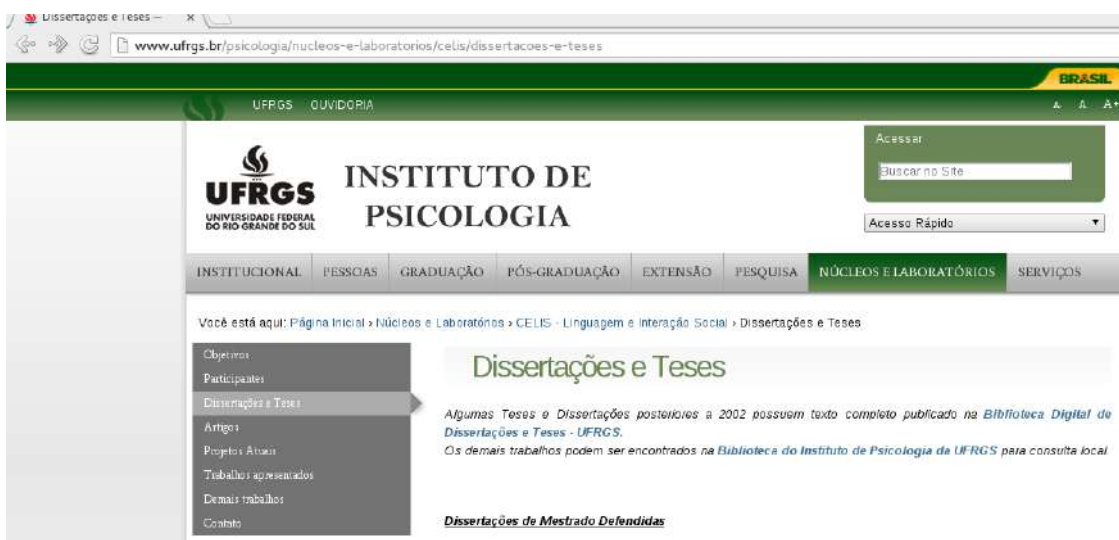 Dissertações e Teses —
www.ufrgs.br/psicologia/nucleos-e-laboratorios/celis/dissertacoes-e-teses
BRASIL
UFRGS OUVIDORIA
A A A+
Acessar
Buscar no Site
UFRGS
UNIVERSIDADE FEDERAL
DO RIO GRANDE DO SUL
INSTITUTO DE
PSICOLOGIA
Acesso Rápido
INSTITUCIONAL PESSOAS GRADUAÇÃO PÓS-GRADUAÇÃO EXTENSÃO PESQUISA NÚCLEOS E LABORATÓRIOS SERVIÇOS
Você está aqui: Página Inicial › Núcleos e Laboratórios › CELIS - Linguagem e Interação Social › Dissertações e Teses
Objetivos
Participantes
Dissertações e Teses
Artigos
Projetos Atuais
Trabalhos apresentados
Demais trabalhos
Contato
Dissertações e Teses
Algumas Teses e Dissertações posteriores a 2002 possuem texto completo publicado na Biblioteca Digital de
Dissertações e Teses - UFRGS.
Os demais trabalhos podem ser encontrados na Biblioteca do Instituto de Psicologia da UFRGS para consulta local.
Dissertações de Mestrado Defendidas